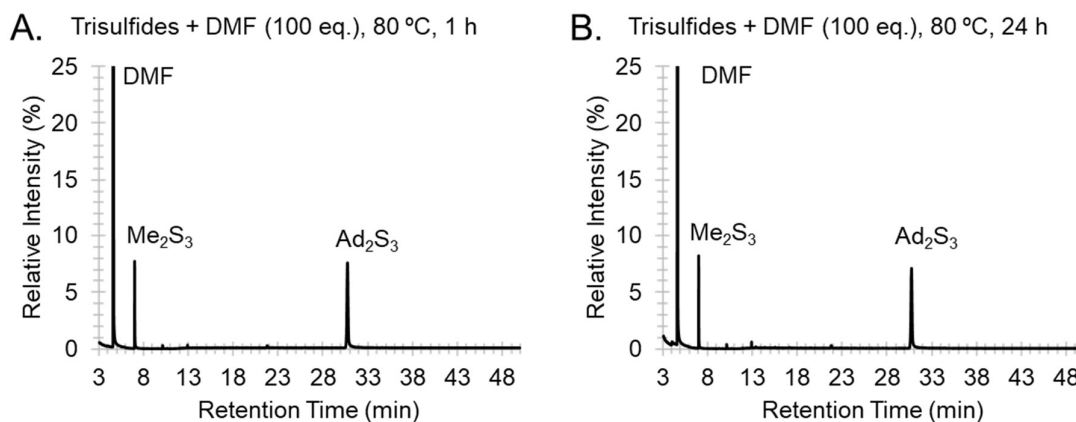 A. Trisulfides + DMF (100 eq.), 80 ºC, 1 h
25
20
15
10
5
0
Relative Intensity (%)
DMF
Me₂S₃
Ad₂S₃
3 8 13 18 23 28 33 38 43 48
Retention Time (min)
B. Trisulfides + DMF (100 eq.), 80 ºC, 24 h
25
20
15
10
5
0
Relative Intensity (%)
DMF
Me₂S₃
Ad₂S₃
3 8 13 18 23 28 33 38 43 48
Retention Time (min)